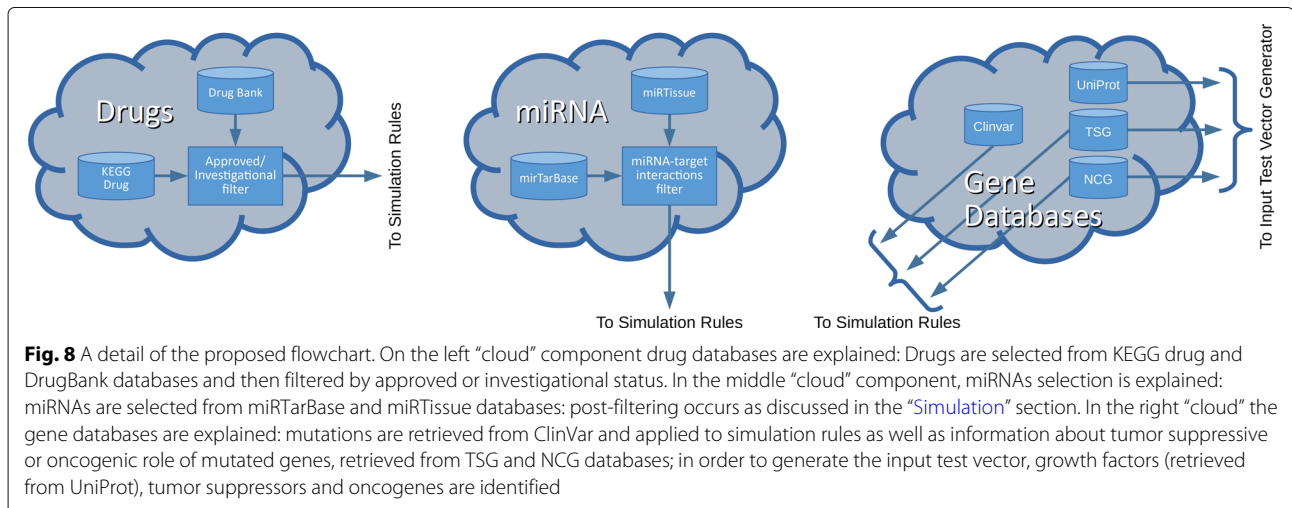 Drugs
Drug Bank
KEGG
Drug
Approved/
Investigational
filter
To Simulation Rules
miRNA
miRTissue
mirTarBase
miRNA-target
interactions
filter
To Simulation Rules
Gene
Databases
Clinvar
UniProt
TSG
NCG
To Input Test Vector Generator
To Simulation Rules
Fig. 8 A detail of the proposed flowchart. On the left “cloud” component drug databases are explained: Drugs are selected from KEGG drug and
DrugBank databases and then filtered by approved or investigational status. In the middle “cloud” component, miRNAs selection is explained:
miRNAs are selected from miRTarBase and miRTissue databases: post-filtering occurs as discussed in the “Simulation” section. In the right “cloud” the
gene databases are explained: mutations are retrieved from ClinVar and applied to simulation rules as well as information about tumor suppressive
or oncogenic role of mutated genes, retrieved from TSG and NCG databases; in order to generate the input test vector, growth factors (retrieved
from UniProt), tumor suppressors and oncogenes are identified